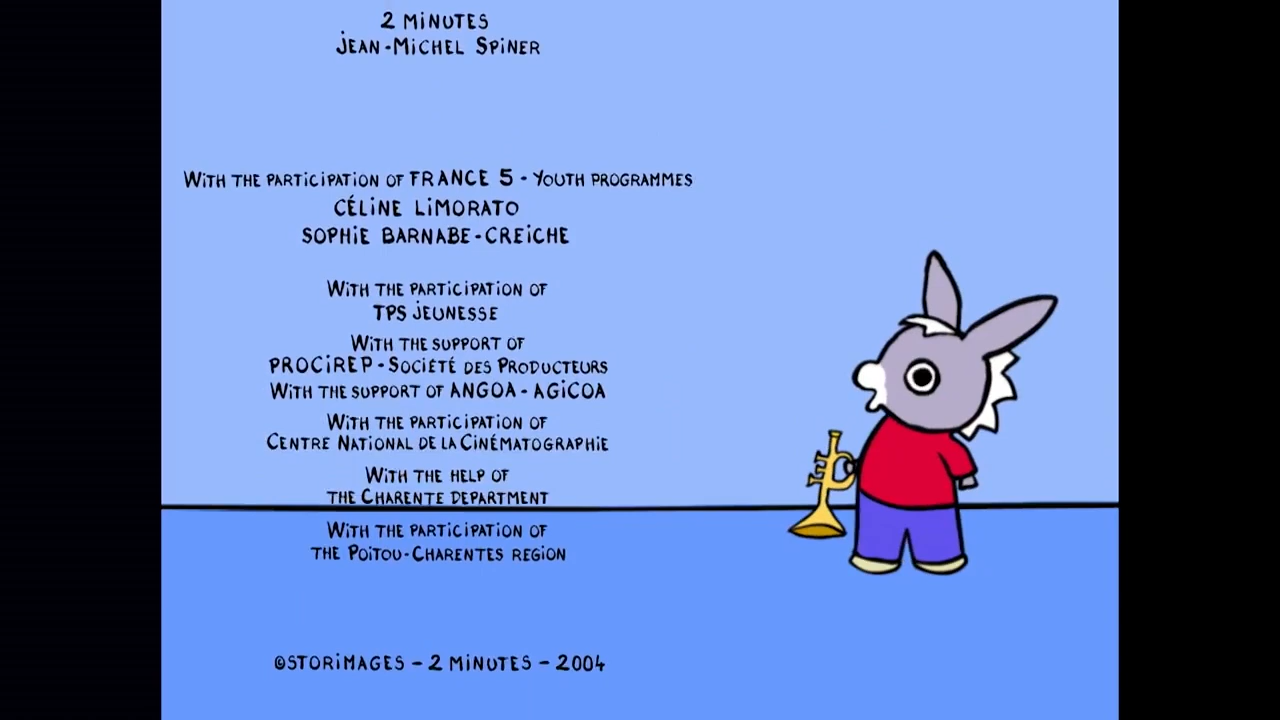 2 MiNUTES
JEAN-MiCHEL SPiNER
WiTH THE PARTiCiPATiON OF FRANCE 5 - YOUTH PROGRAMMES
CÉLiNE LiMORATO
SOPHiE BARNABE-CREiCHE
WiTH THE PARTiCiPATiON OF
TPS JEUNESSE
WiTH THE SUPPORT OF
PROCiREP - SOCiÉTÉ DES PRODUCTEURS
WiTH THE SUPPORT OF ANGOA - AGiCOA
WiTH THE PARTiCiPATiON OF
CENTRE NATiONAL DE LA CiNÉMATOGRAPHiE
WiTH THE HELP OF
THE CHARENTE DEPARTMENT
WiTH THE PARTiCiPATiON OF
THE POiTOU-CHARENTES REGiON
©STORiMAGES - 2 MiNUTES - 2004